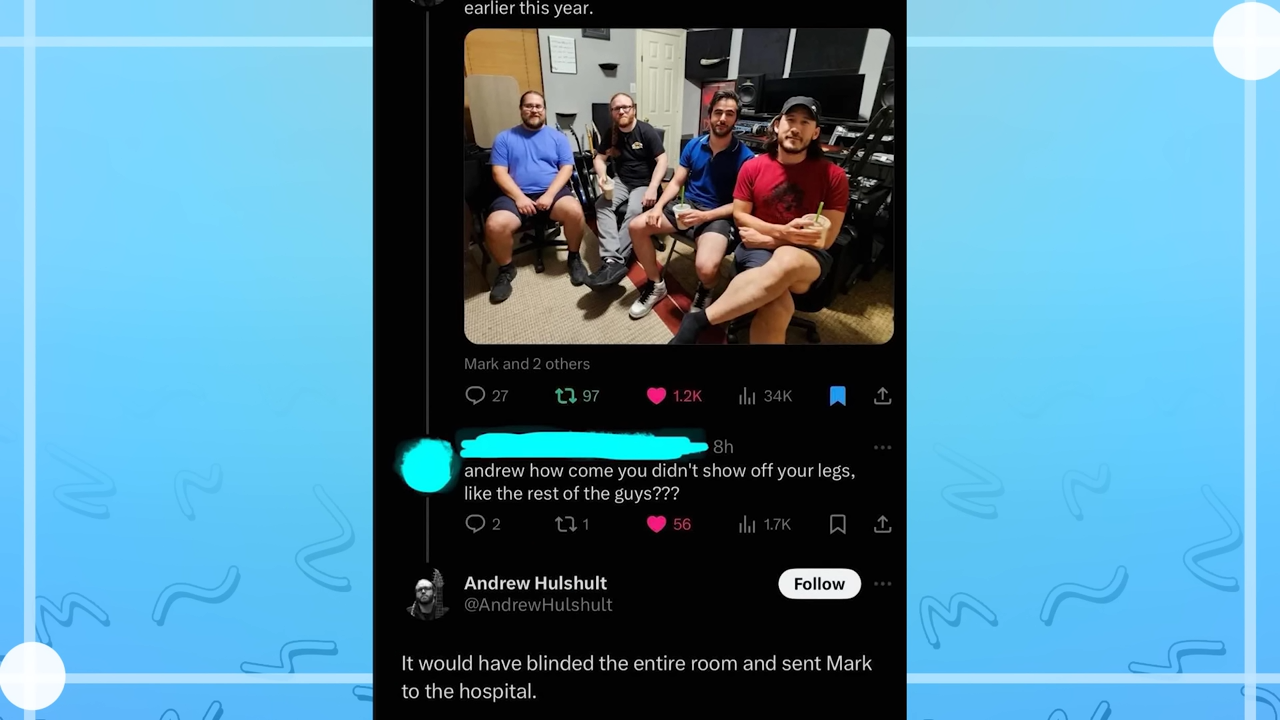 earlier this year.
Mark and 2 others
27 97 1.2K 34K
8h
andrew how come you didn't show off your legs,
like the rest of the guys???
2 1 56 1.7K
Andrew Hulshult
Follow
@AndrewHulshult
It would have blinded the entire room and sent Mark
to the hospital.